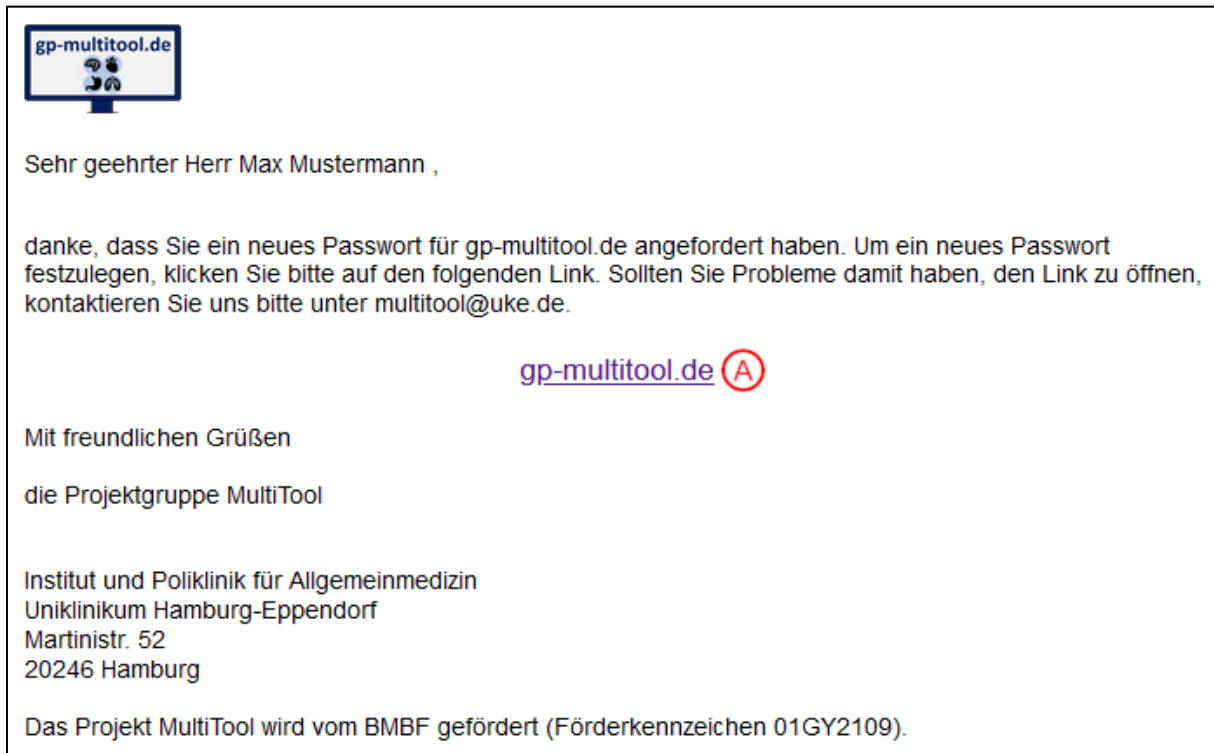 gp-multitool.de
Sehr geehrter Herr Max Mustermann ,
danke, dass Sie ein neues Passwort für gp-multitool.de angefordert haben. Um ein neues Passwort
festzulegen, klicken Sie bitte auf den folgenden Link. Sollten Sie Probleme damit haben, den Link zu öffnen,
kontaktieren Sie uns bitte unter multitool@uke.de.
gp-multitool.de A
Mit freundlichen Grüßen
die Projektgruppe MultiTool
Institut und Poliklinik für Allgemeinmedizin
Uniklinikum Hamburg-Eppendorf
Martinistr. 52
20246 Hamburg
Das Projekt MultiTool wird vom BMBF gefördert (Förderkennzeichen 01GY2109).